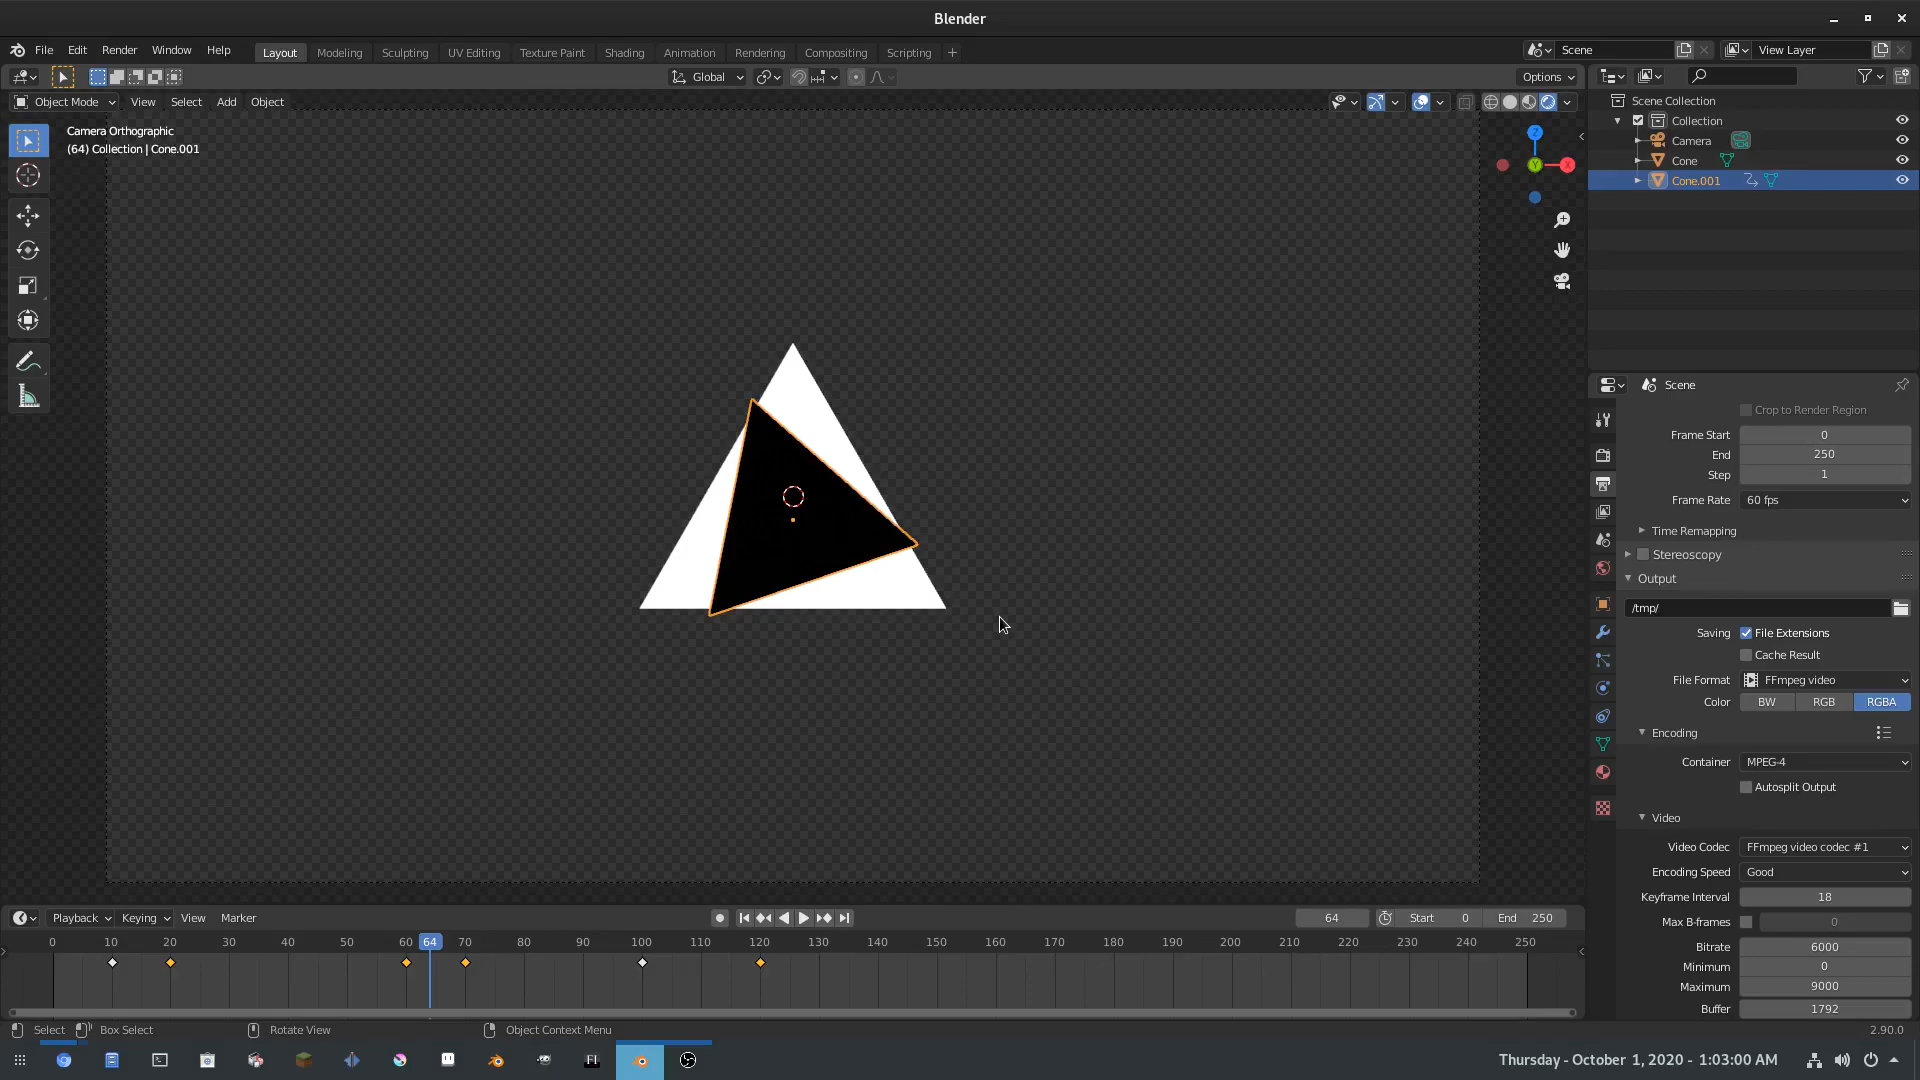 Blender
File Edit Render Window Help
Layout Modeling Sculpting UV Editing Texture Paint Shading Animation Rendering Compositing Scripting +
Scene
View Layer
Global
Options
Object Mode View Select Add Object
Camera Orthographic
(64) Collection | Cone.001
Z
Y
X
Scene Collection
Collection
Camera
Cone
Cone.001
Scene
Crop to Render Region
Frame Start 0
End 250
Step 1
Frame Rate 60 fps
Time Remapping
Stereoscopy
Output
/tmp/
Saving File Extensions
Cache Result
File Format FFmpeg video
Color BW RGB RGBA
Encoding
Container MPEG-4
Autosplit Output
Video
Video Codec FFmpeg video codec #1
Encoding Speed Good
Keyframe Interval 18
Max B-frames 0
Bitrate 6000
Minimum 0
Maximum 9000
Buffer 1792
Playback Keying View Marker
64 Start 0 End 250
0 10 20 30 40 50 60 64 70 80 90 100 110 120 130 140 150 160 170 180 190 200 210 220 230 240 250
Select Box Select Rotate View Object Context Menu
2.90.0
Thursday - October 1, 2020 - 1:03:00 AM